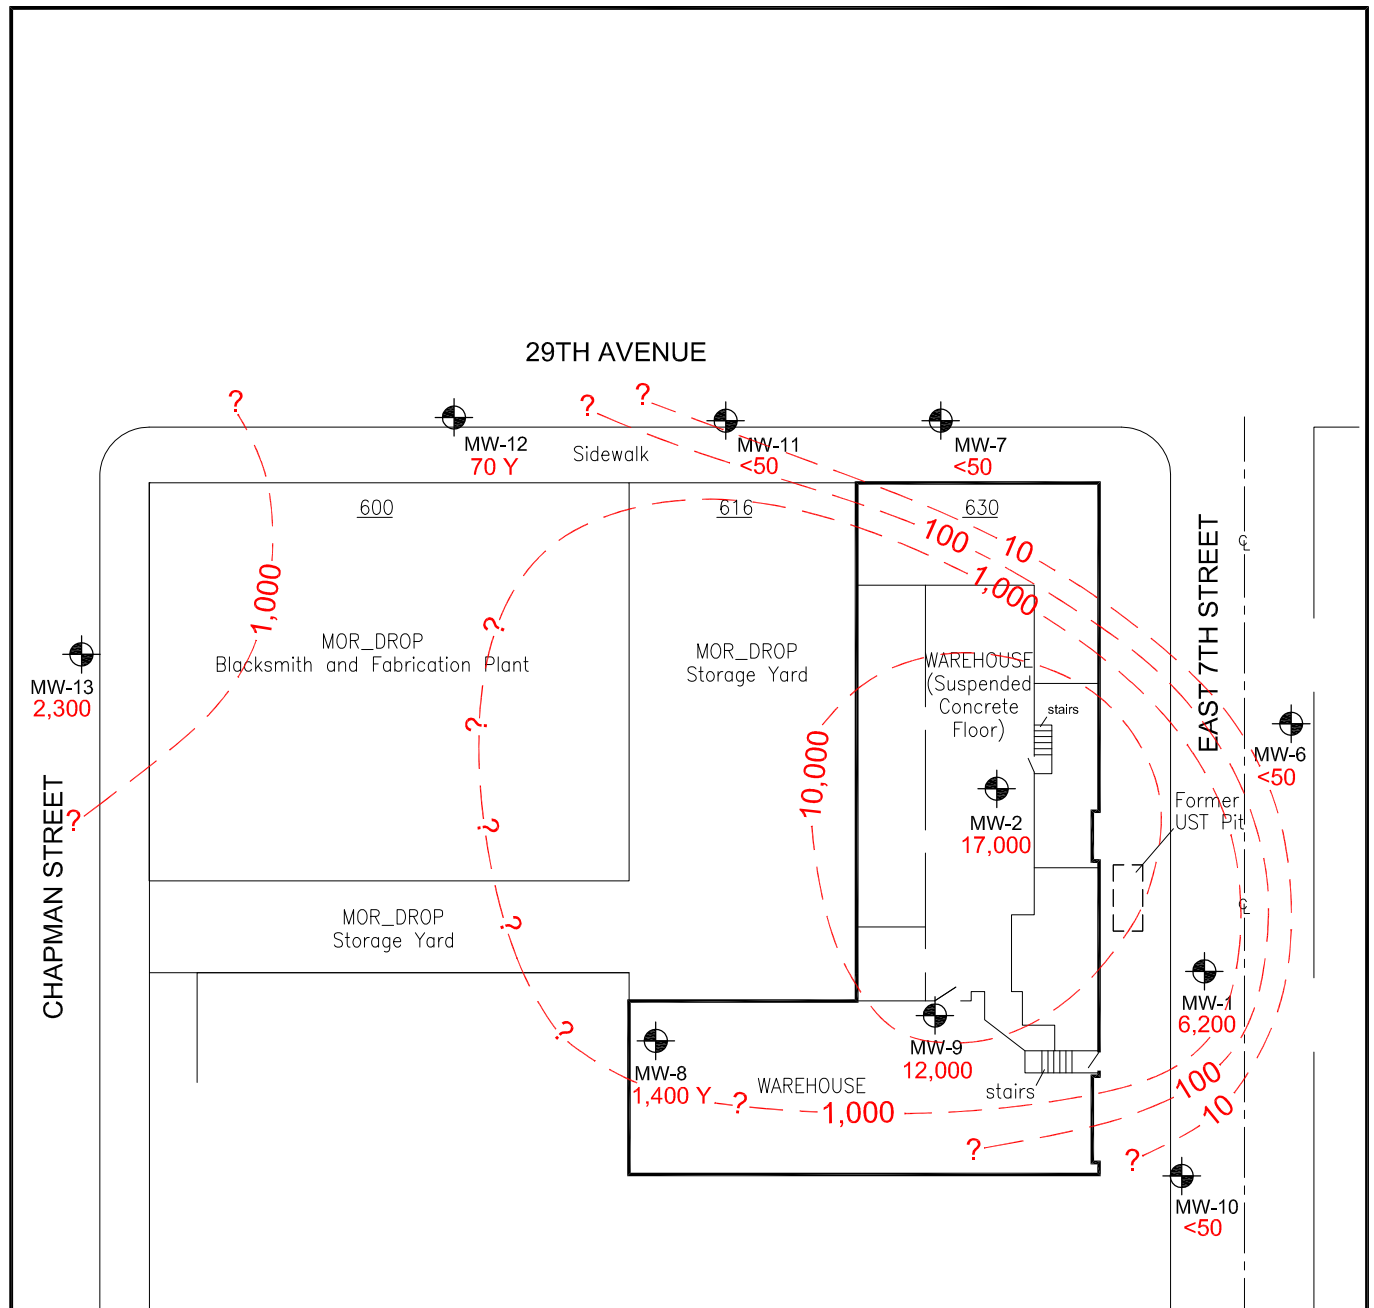 29TH AVENUE
?
?
?
MW-12
70 Y
MW-11
<50
MW-7
<50
Sidewalk
600
616
630
100
10
1,000
1,000
?
MOR_DROP
Blacksmith and Fabrication Plant
MOR_DROP
Storage Yard
WAREHOUSE
(Suspended
Concrete
Floor)
stairs
EAST 7TH STREET
CL
MW-13
2,300
?
10,000
MW-6
<50
MW-2
17,000
Former
UST Pit
?
?
CHAPMAN STREET
MOR_DROP
Storage Yard
?
CL
MW-1
6,200
?
MW-9
12,000
MW-8
1,400 Y
?
WAREHOUSE
1,000
stairs
100
10
?
?
MW-10
<50